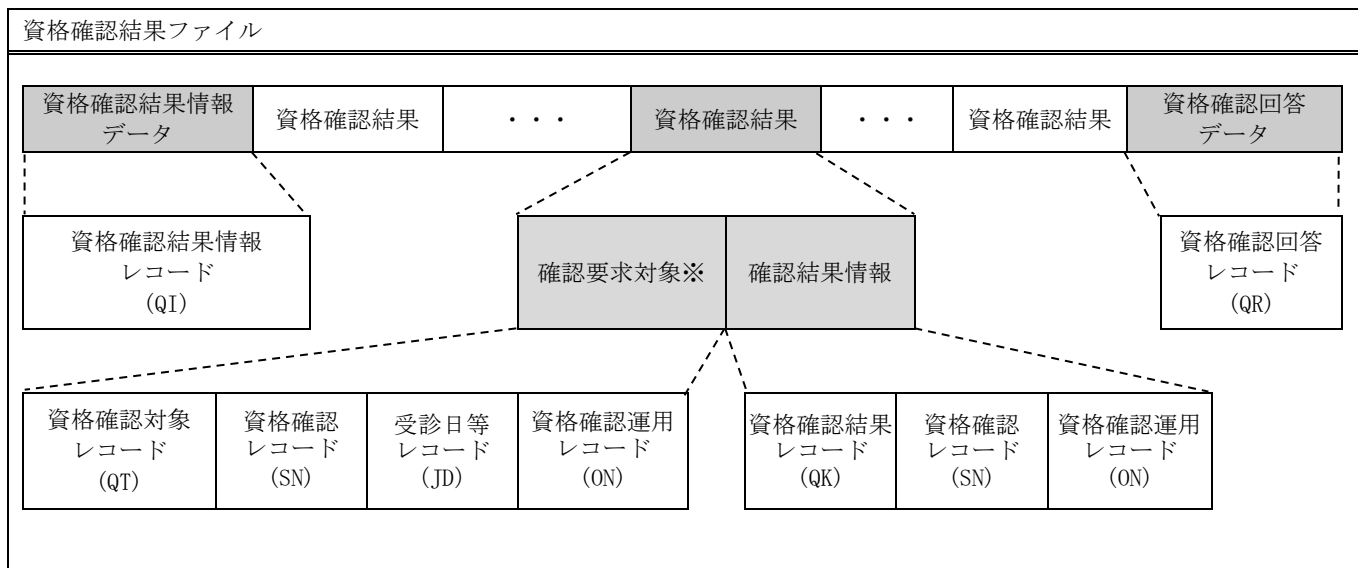 資格確認結果ファイル
資格確認結果情報
データ
資格確認結果
・・・
資格確認結果
・・・
資格確認結果
資格確認回答
データ
資格確認結果情報
レコード
(QI)
確認要求対象※
確認結果情報
資格確認回答
レコード
(QR)
資格確認対象
レコード
(QT)
資格確認
レコード
(SN)
受診日等
レコード
(JD)
資格確認運用
レコード
(ON)
資格確認結果
レコード
(QK)
資格確認
レコード
(SN)
資格確認運用
レコード
(ON)